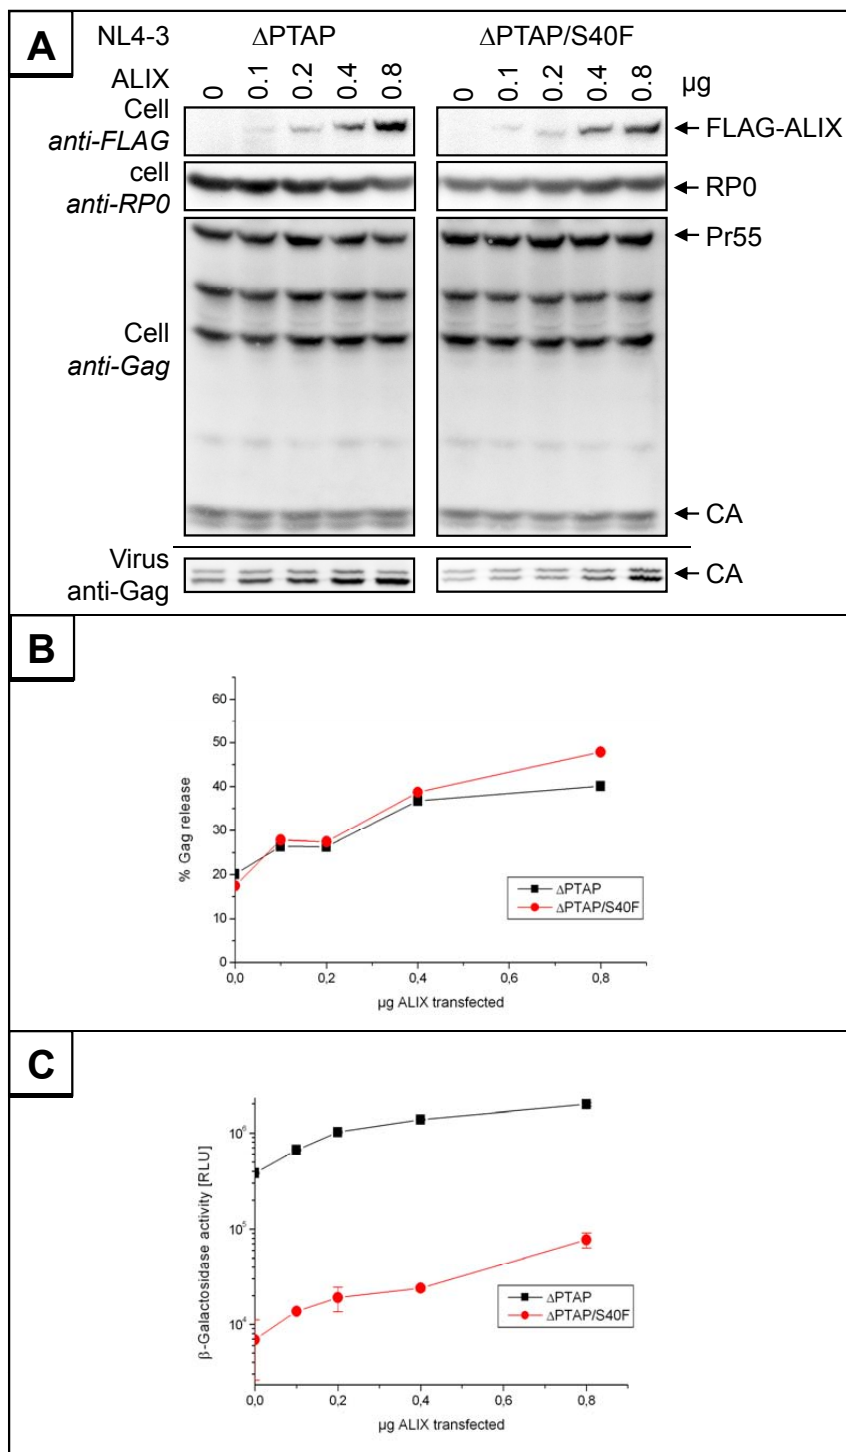 A
NL4-3 ΔPTAP ΔPTAP/S40F
ALIX 0 0.1 0.2 0.4 0.8 0 0.1 0.2 0.4 0.8 µg
Cell
anti-FLAG
FLAG-ALIX
cell
anti-RP0
RP0
Pr55
Cell
anti-Gag
CA
Virus
anti-Gag
CA
B
% Gag release
60
50
40
30
20
10
0
0,0 0,2 0,4 0,6 0,8
µg ALIX transfected
ΔPTAP
ΔPTAP/S40F
C
β-Galactosidase activity [RLU]
10⁶
10⁵
10⁴
0,0 0,2 0,4 0,6 0,8
µg ALIX transfected
ΔPTAP
ΔPTAP/S40F